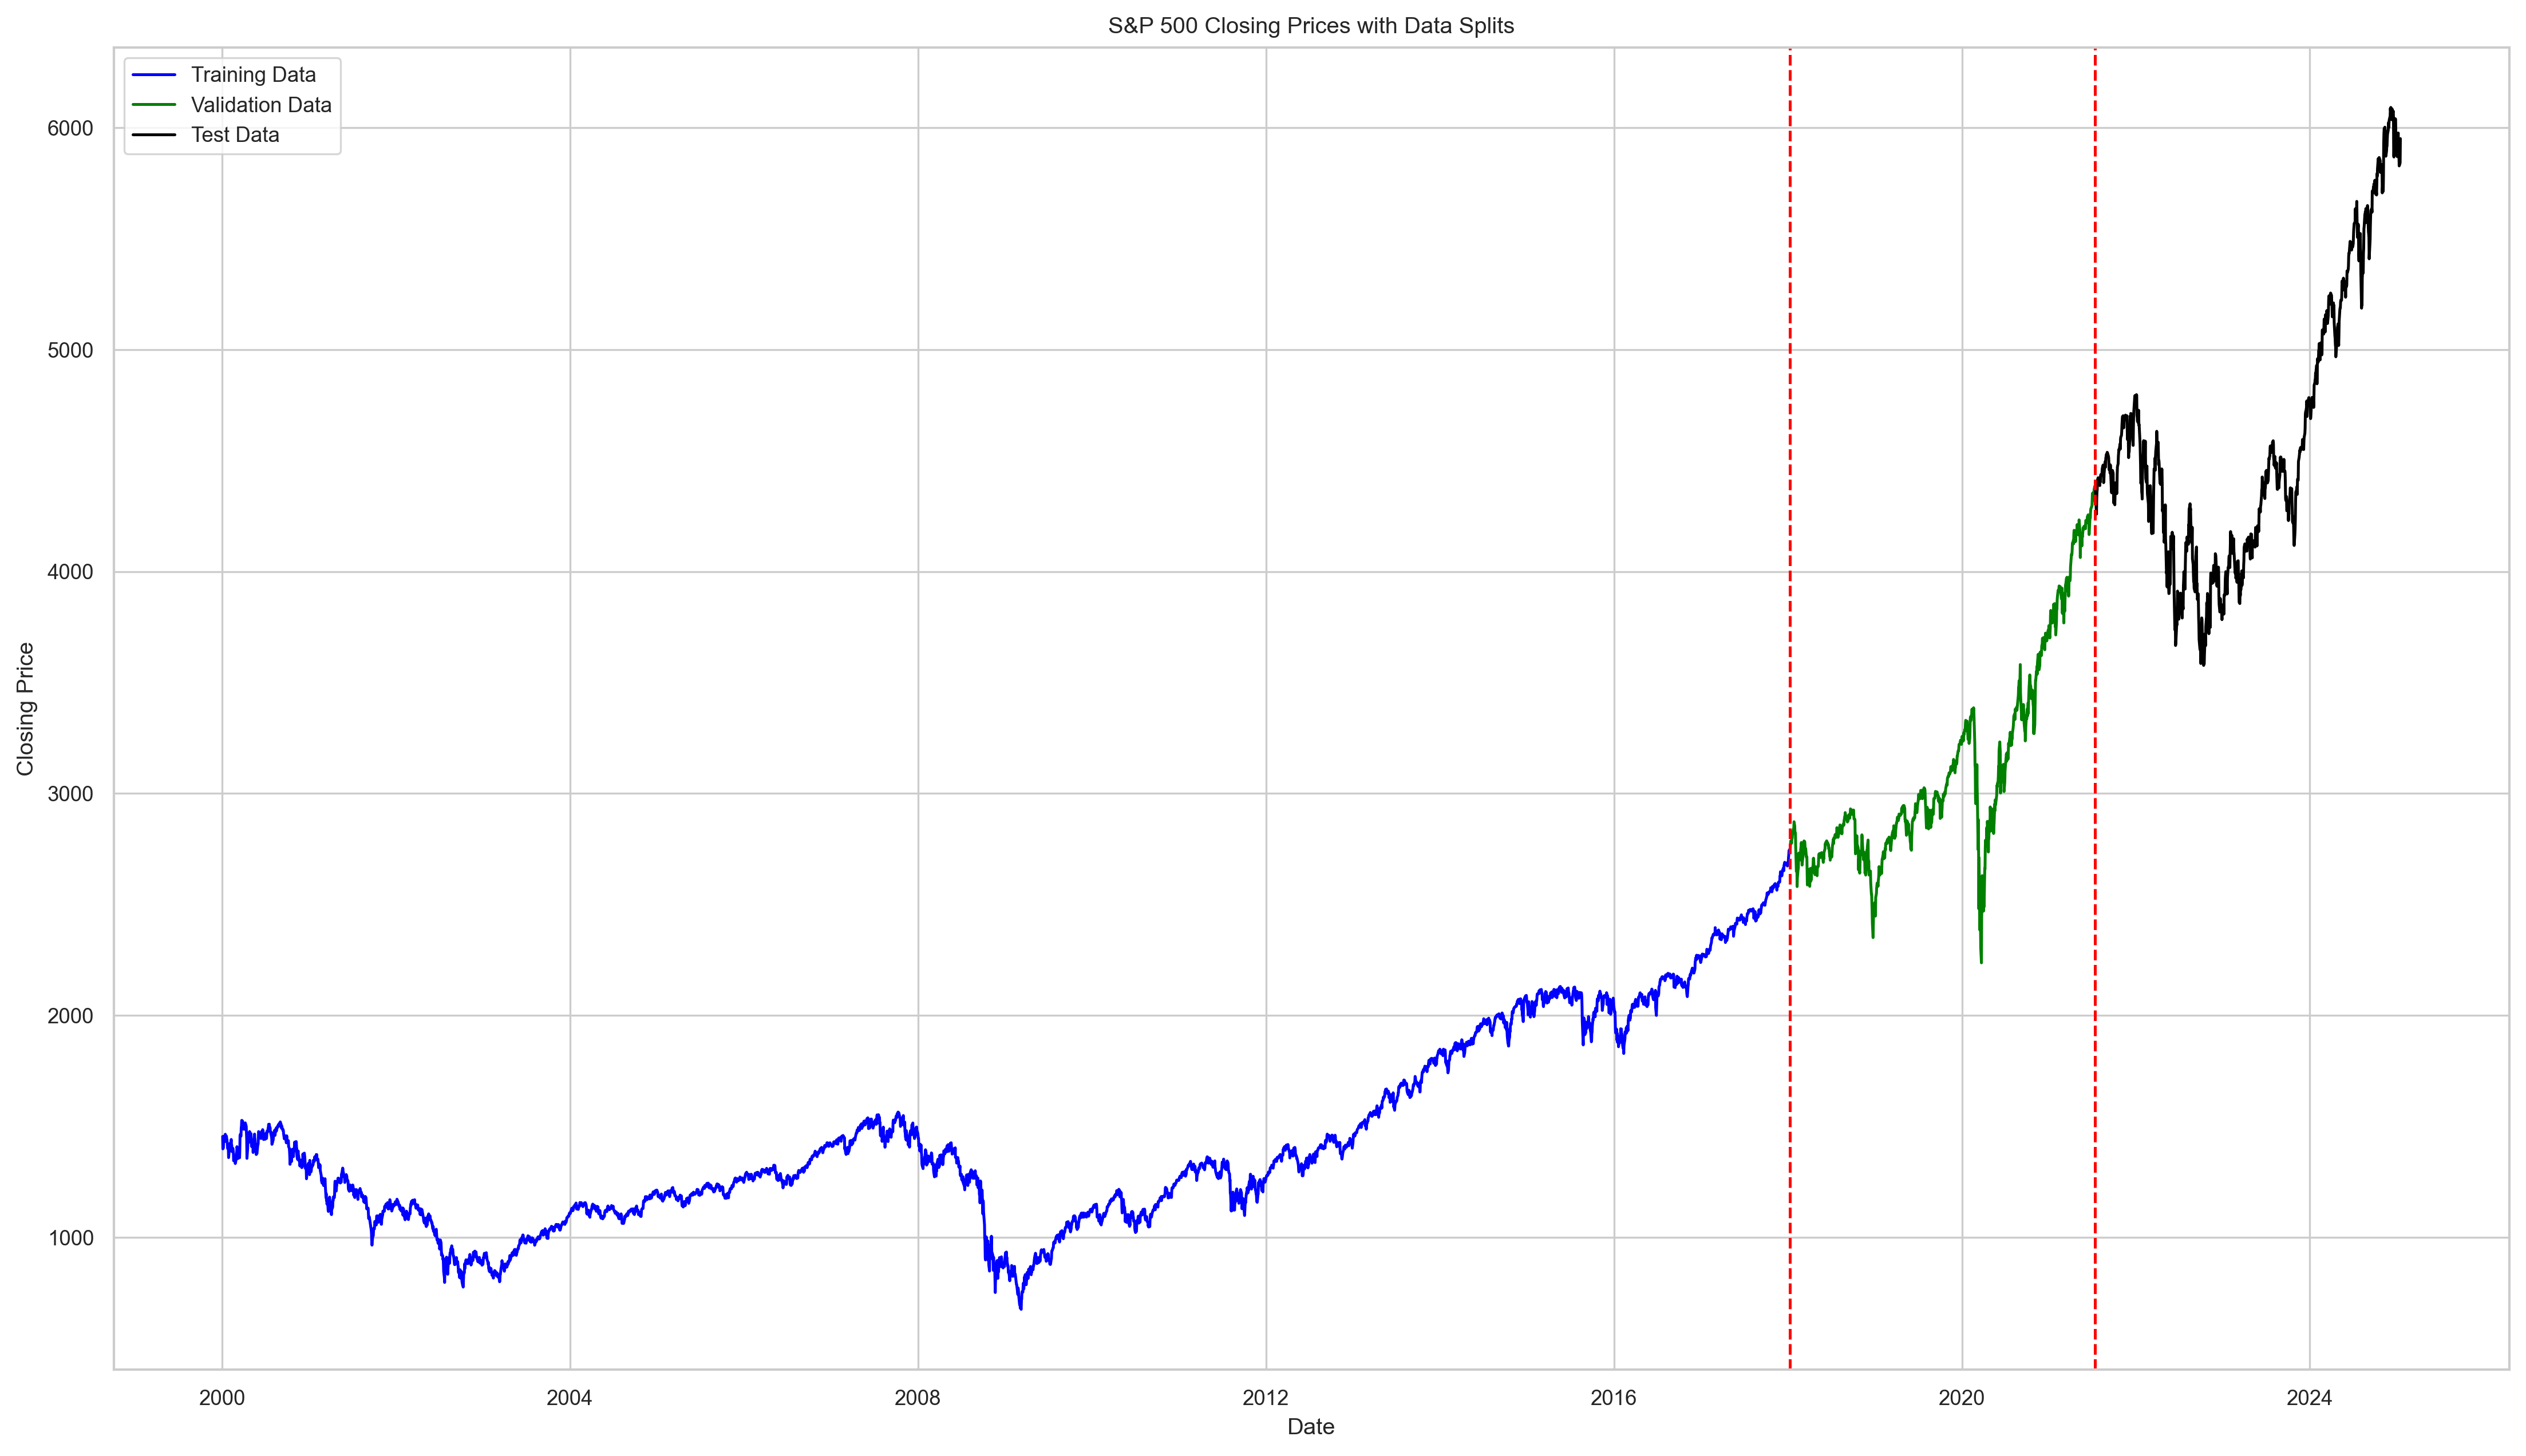 S&P 500 Closing Prices with Data Splits
Training Data
Validation Data
Test Data
6000
5000
4000
3000
2000
1000
Closing Price
2000 2004 2008 2012 2016 2020 2024
Date